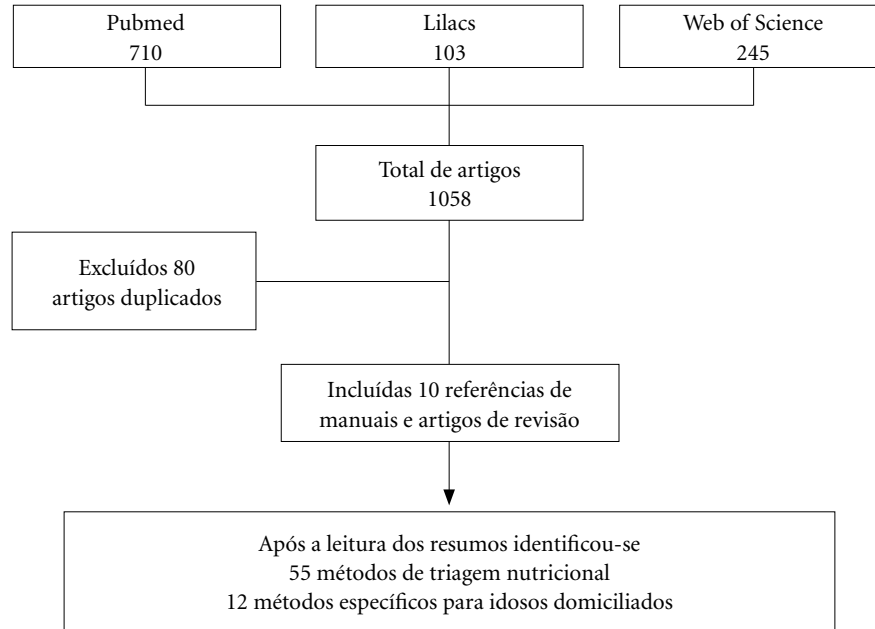 Pubmed
710
Lilacs
103
Web of Science
245
Total de artigos
1058
Excluídos 80
artigos duplicados
Incluídas 10 referências de
manuais e artigos de revisão
Após a leitura dos resumos identificou-se
55 métodos de triagem nutricional
12 métodos específicos para idosos domiciliados